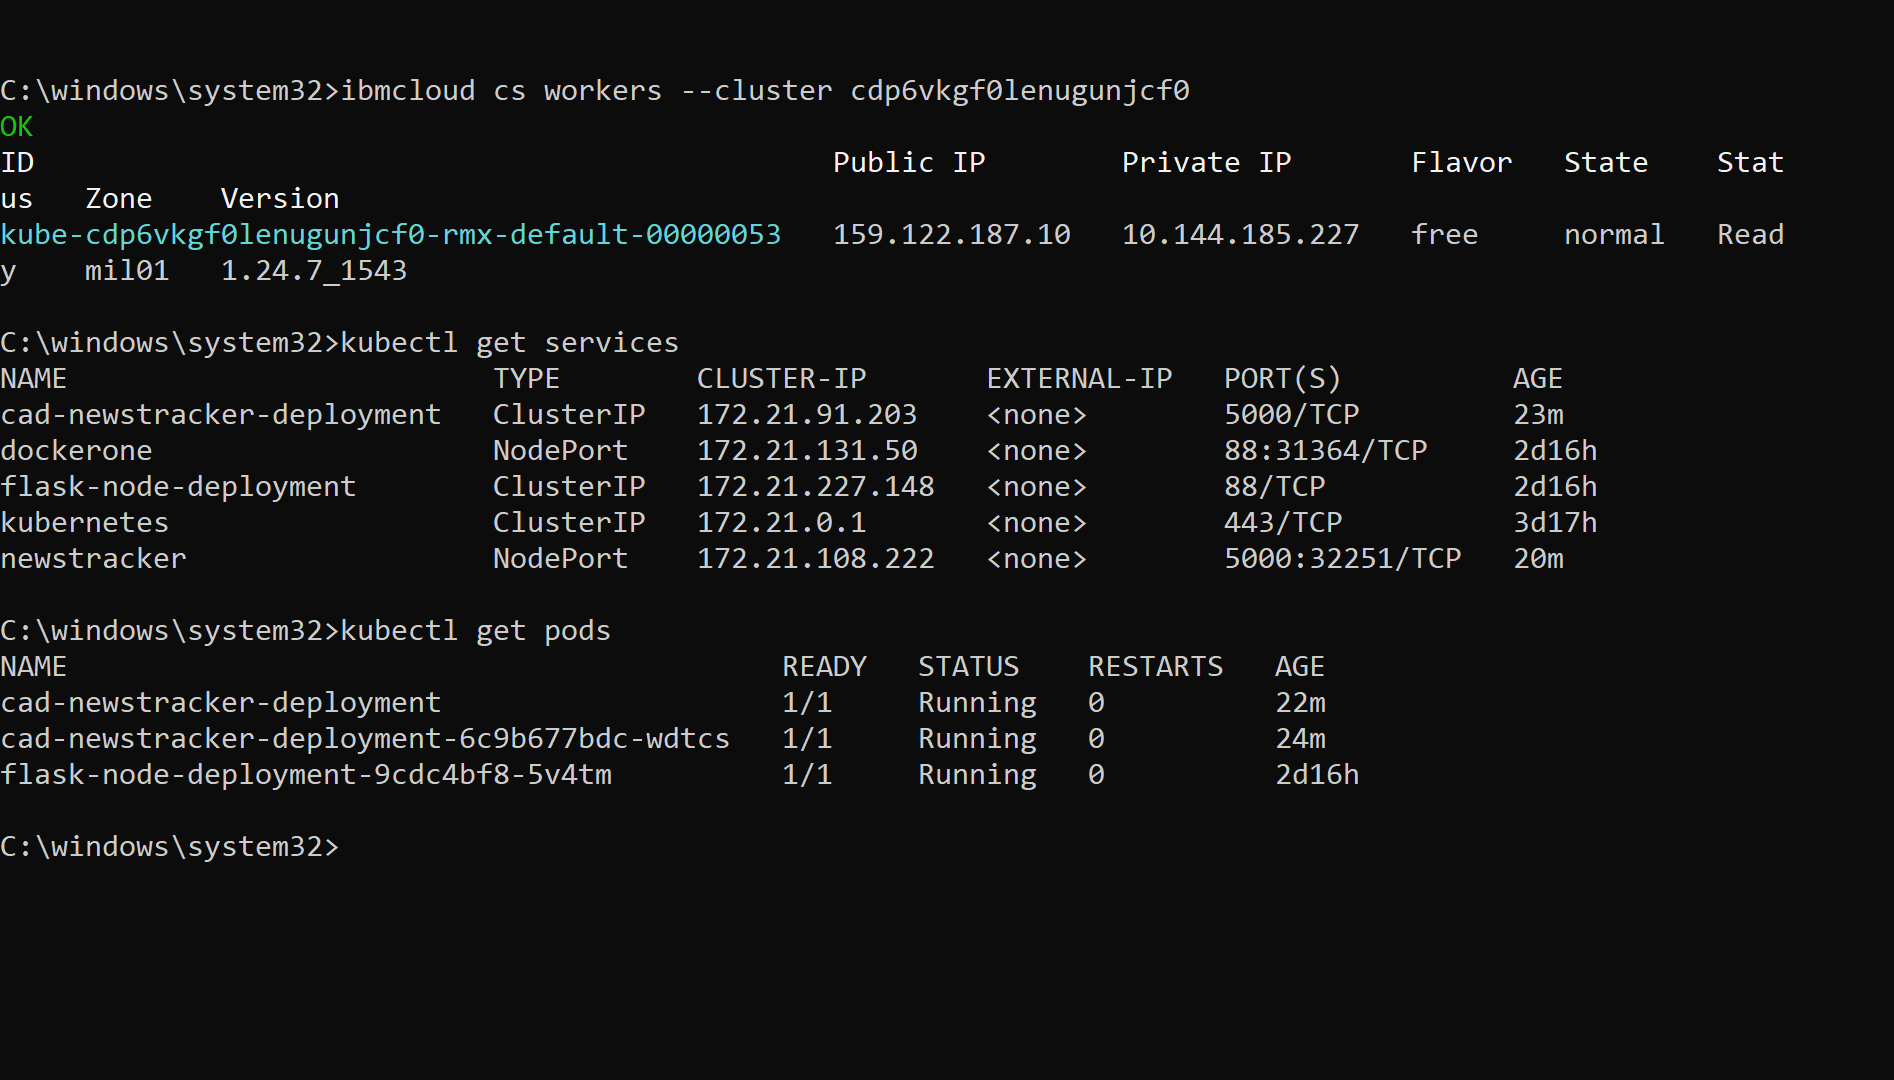 C:\windows\system32>ibmcloud cs workers --cluster cdp6vkgf0lenugunjcf0
OK
ID                                               Public IP        Private IP       Flavor   State    Stat
us   Zone    Version
kube-cdp6vkgf0lenugunjcf0-rmx-default-00000053   159.122.187.10   10.144.185.227   free     normal   Read
y    mil01   1.24.7_1543
C:\windows\system32>kubectl get services
NAME                         TYPE        CLUSTER-IP       EXTERNAL-IP   PORT(S)          AGE
cad-newstracker-deployment   ClusterIP   172.21.91.203    <none>        5000/TCP         23m
dockerone                    NodePort    172.21.131.50    <none>        88:31364/TCP     2d16h
flask-node-deployment        ClusterIP   172.21.227.148   <none>        88/TCP           2d16h
kubernetes                   ClusterIP   172.21.0.1       <none>        443/TCP          3d17h
newstracker                  NodePort    172.21.108.222   <none>        5000:32251/TCP   20m
C:\windows\system32>kubectl get pods
NAME                                          READY   STATUS    RESTARTS   AGE
cad-newstracker-deployment                    1/1     Running   0          22m
cad-newstracker-deployment-6c9b677bdc-wdtcs   1/1     Running   0          24m
flask-node-deployment-9cdc4bf8-5v4tm          1/1     Running   0          2d16h
C:\windows\system32>